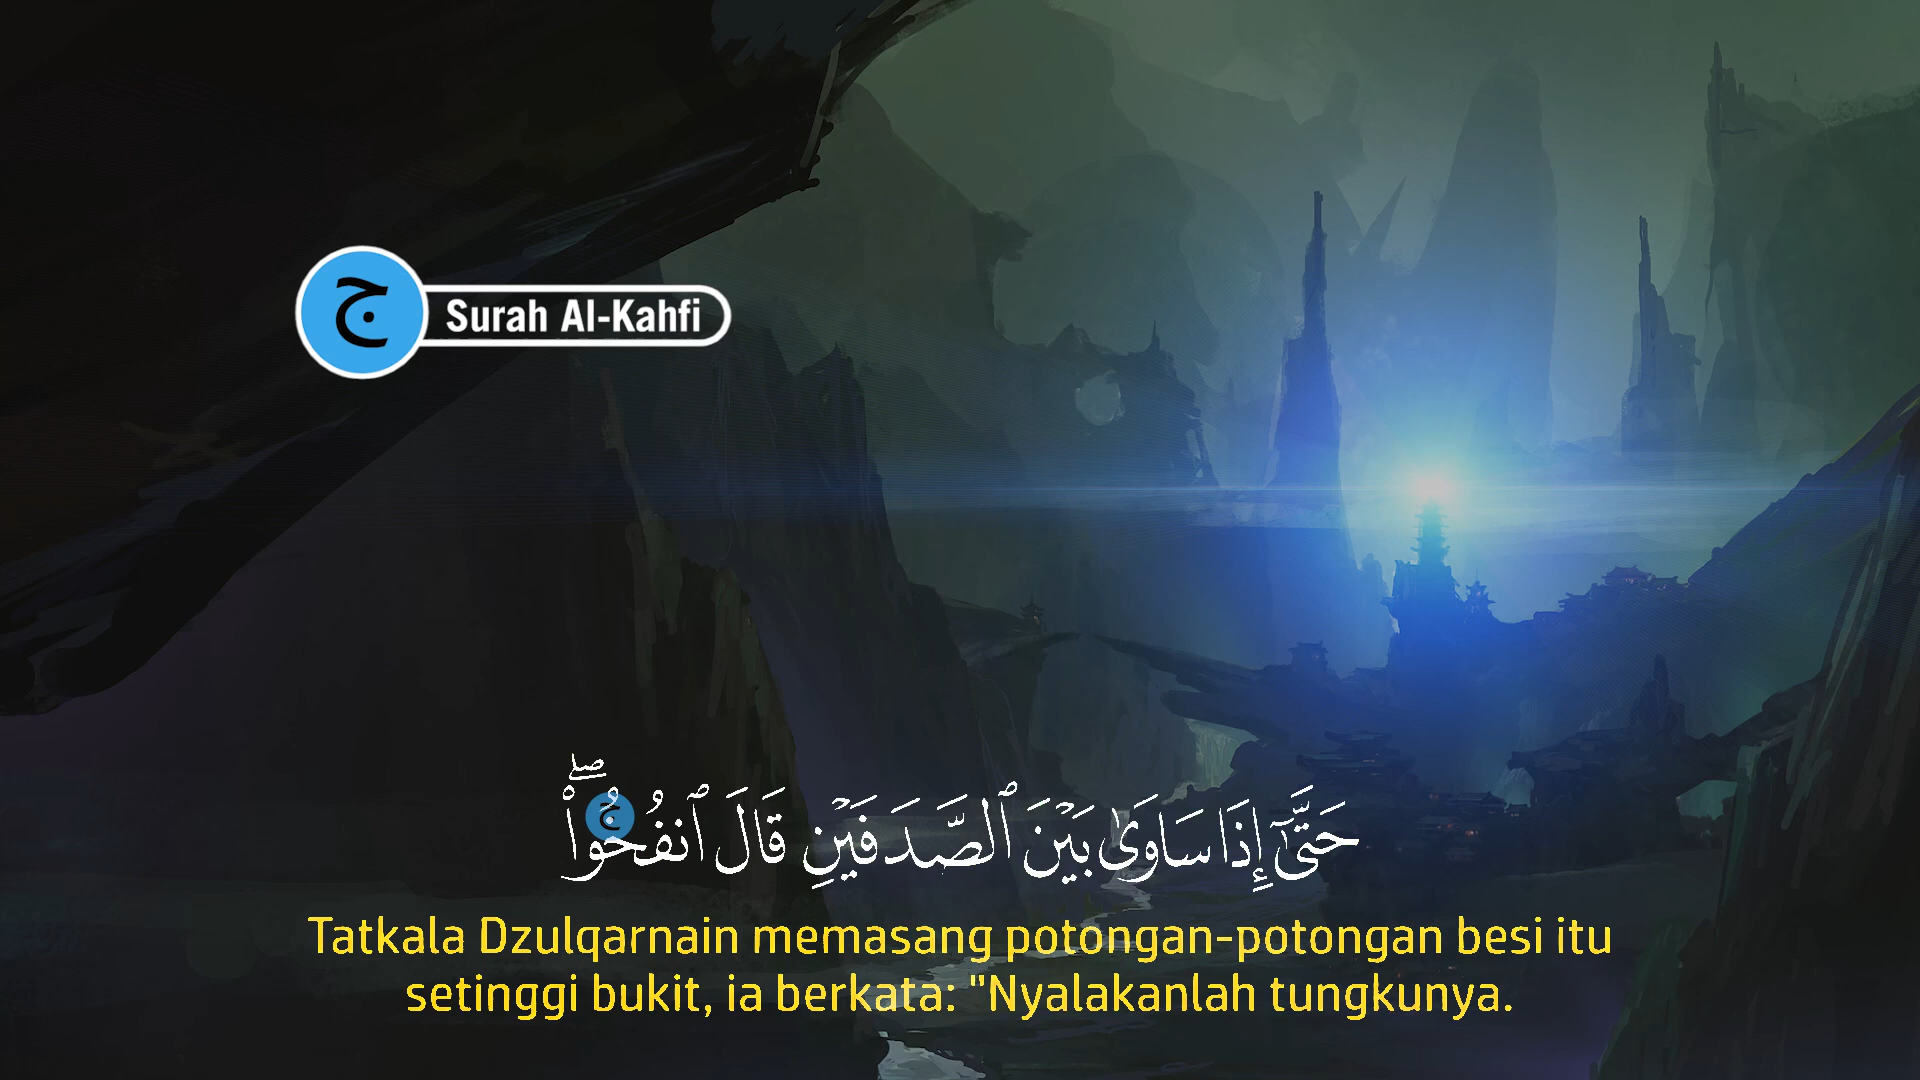 ج
Surah Al-Kahfi
حَتَّىٰٓ إِذَا سَاوَىٰ بَيْنَ ٱلصَّدَفَيْنِ قَالَ ٱنفُخُوا۟ ۖ
ج
Tatkala Dzulqarnain memasang potongan-potongan besi itu
setinggi bukit, ia berkata: "Nyalakanlah tungkunya.